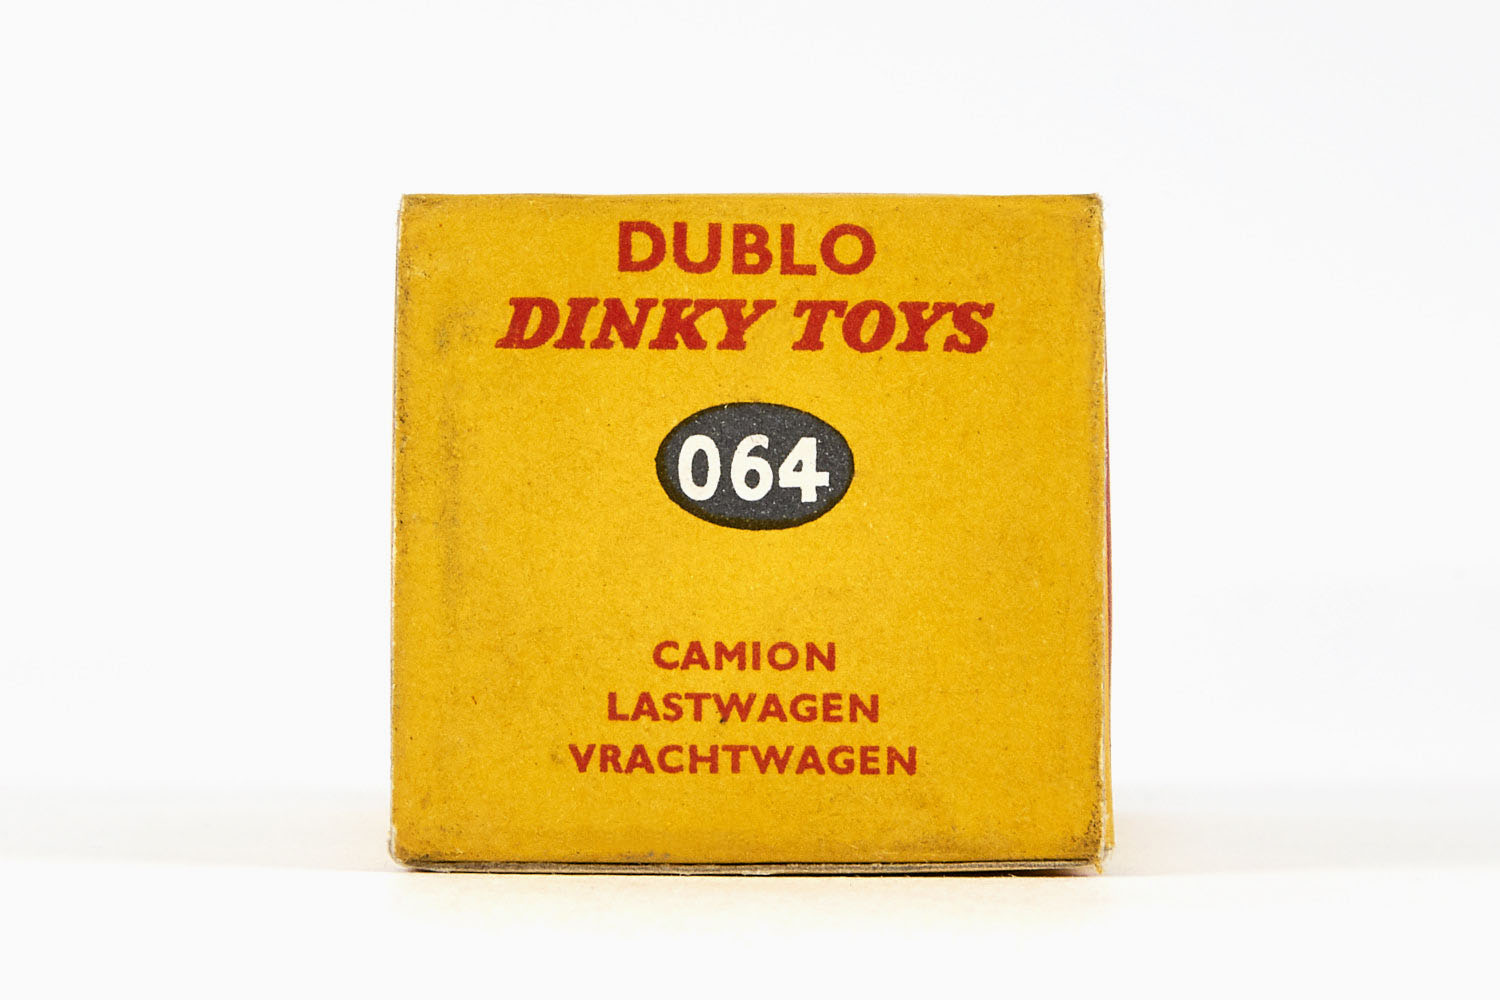 DUBLO
DINKY TOYS
064
CAMION
LASTWAGEN
VRACHTWAGEN